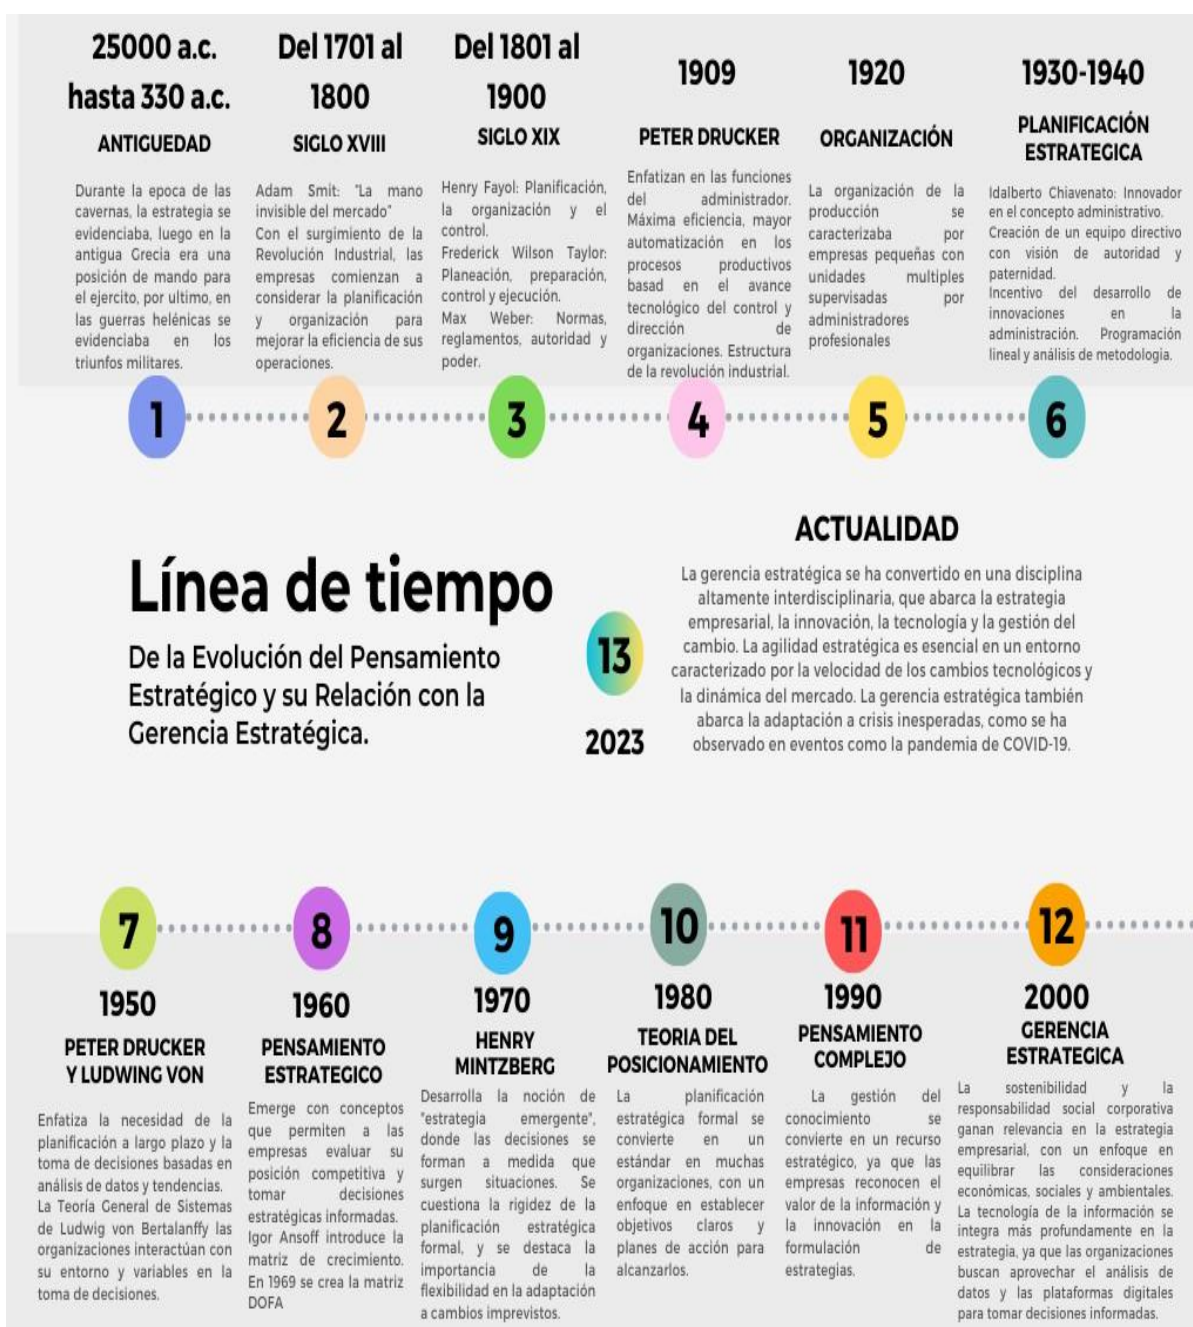 25000 a.c.
hasta 330 a.c.
ANTIGUEDAD
Durante la epoca de las
cavernas, la estrategia se
evidenciaba, luego en la
antigua Grecia era una
posición de mando para
el ejercito, por ultimo, en
las guerras helénicas se
evidenciaba en los
triunfos militares.
1
Del 1701 al
1800
SIGLO XVIII
Adam Smit: "La mano
invisible del mercado"
Con el surgimiento de la
Revolución Industrial, las
empresas comienzan a
considerar la planificación
y organización para
mejorar la eficiencia de sus
operaciones.
2
Del 1801 al
1900
SIGLO XIX
Henry Fayol: Planificación,
la organización y el
control.
Frederick Wilson Taylor:
Planeación, preparación,
control y ejecución.
Max Weber: Normas,
reglamentos, autoridad y
poder.
3
1909
PETER DRUCKER
Enfatizan en las funciones
del administrador.
Máxima eficiencia, mayor
automatización en los
procesos productivos
basad en el avance
tecnológico del control y
dirección de
organizaciones. Estructura
de la revolución industrial.
4
1920
ORGANIZACIÓN
La organización de la
producción se
caracterizaba por
empresas pequeñas con
unidades multiples
supervisadas por
administradores
profesionales
5
1930-1940
PLANIFICACIÓN
ESTRATEGICA
Idalberto Chiavenato: Innovador
en el concepto administrativo.
Creación de un equipo directivo
con visión de autoridad y
paternidad.
Incentivo del desarrollo de
innovaciones en la
administración. Programación
lineal y análisis de metodologia.
6
Línea de tiempo
De la Evolución del Pensamiento
Estratégico y su Relación con la
Gerencia Estratégica.
13
2023
ACTUALIDAD
La gerencia estratégica se ha convertido en una disciplina
altamente interdisciplinaria, que abarca la estrategia
empresarial, la innovación, la tecnología y la gestión del
cambio. La agilidad estratégica es esencial en un entorno
caracterizado por la velocidad de los cambios tecnológicos y
la dinámica del mercado. La gerencia estratégica también
abarca la adaptación a crisis inesperadas, como se ha
observado en eventos como la pandemia de COVID-19.
7
1950
PETER DRUCKER
Y LUDWING VON
Enfatiza la necesidad de la
planificación a largo plazo y la
toma de decisiones basadas en
análisis de datos y tendencias.
La Teoría General de Sistemas
de Ludwig von Bertalanffy las
organizaciones interactúan con
su entorno y variables en la
toma de decisiones.
8
1960
PENSAMIENTO
ESTRATEGICO
Emerge con conceptos
que permiten a las
empresas evaluar su
posición competitiva y
tomar decisiones
estratégicas informadas.
Igor Ansoff introduce la
matriz de crecimiento.
En 1969 se crea la matriz
DOFA
9
1970
HENRY
MINTZBERG
Desarrolla la noción de
"estrategia emergente",
donde las decisiones se
forman a medida que
surgen situaciones. Se
cuestiona la rigidez de la
planificación estratégica
formal, y se destaca la
importancia de la
flexibilidad en la adaptación
a cambios imprevistos.
10
1980
TEORIA DEL
POSICIONAMIENTO
La planificación
estratégica formal se
convierte en un
estándar en muchas
organizaciones, con un
enfoque en establecer
objetivos claros y
planes de acción para
alcanzarlos.
11
1990
PENSAMIENTO
COMPLEJO
La gestión del
conocimiento se
convierte en un recurso
estratégico, ya que las
empresas reconocen el
valor de la información y
la innovación en la
formulación de
estrategias.
12
2000
GERENCIA
ESTRATEGICA
La sostenibilidad y la
responsabilidad social corporativa
ganan relevancia en la estrategia
empresarial, con un enfoque en
equilibrar las consideraciones
económicas, sociales y ambientales.
La tecnología de la información se
integra más profundamente en la
estrategia, ya que las organizaciones
buscan aprovechar el análisis de
datos y las plataformas digitales
para tomar decisiones informadas.